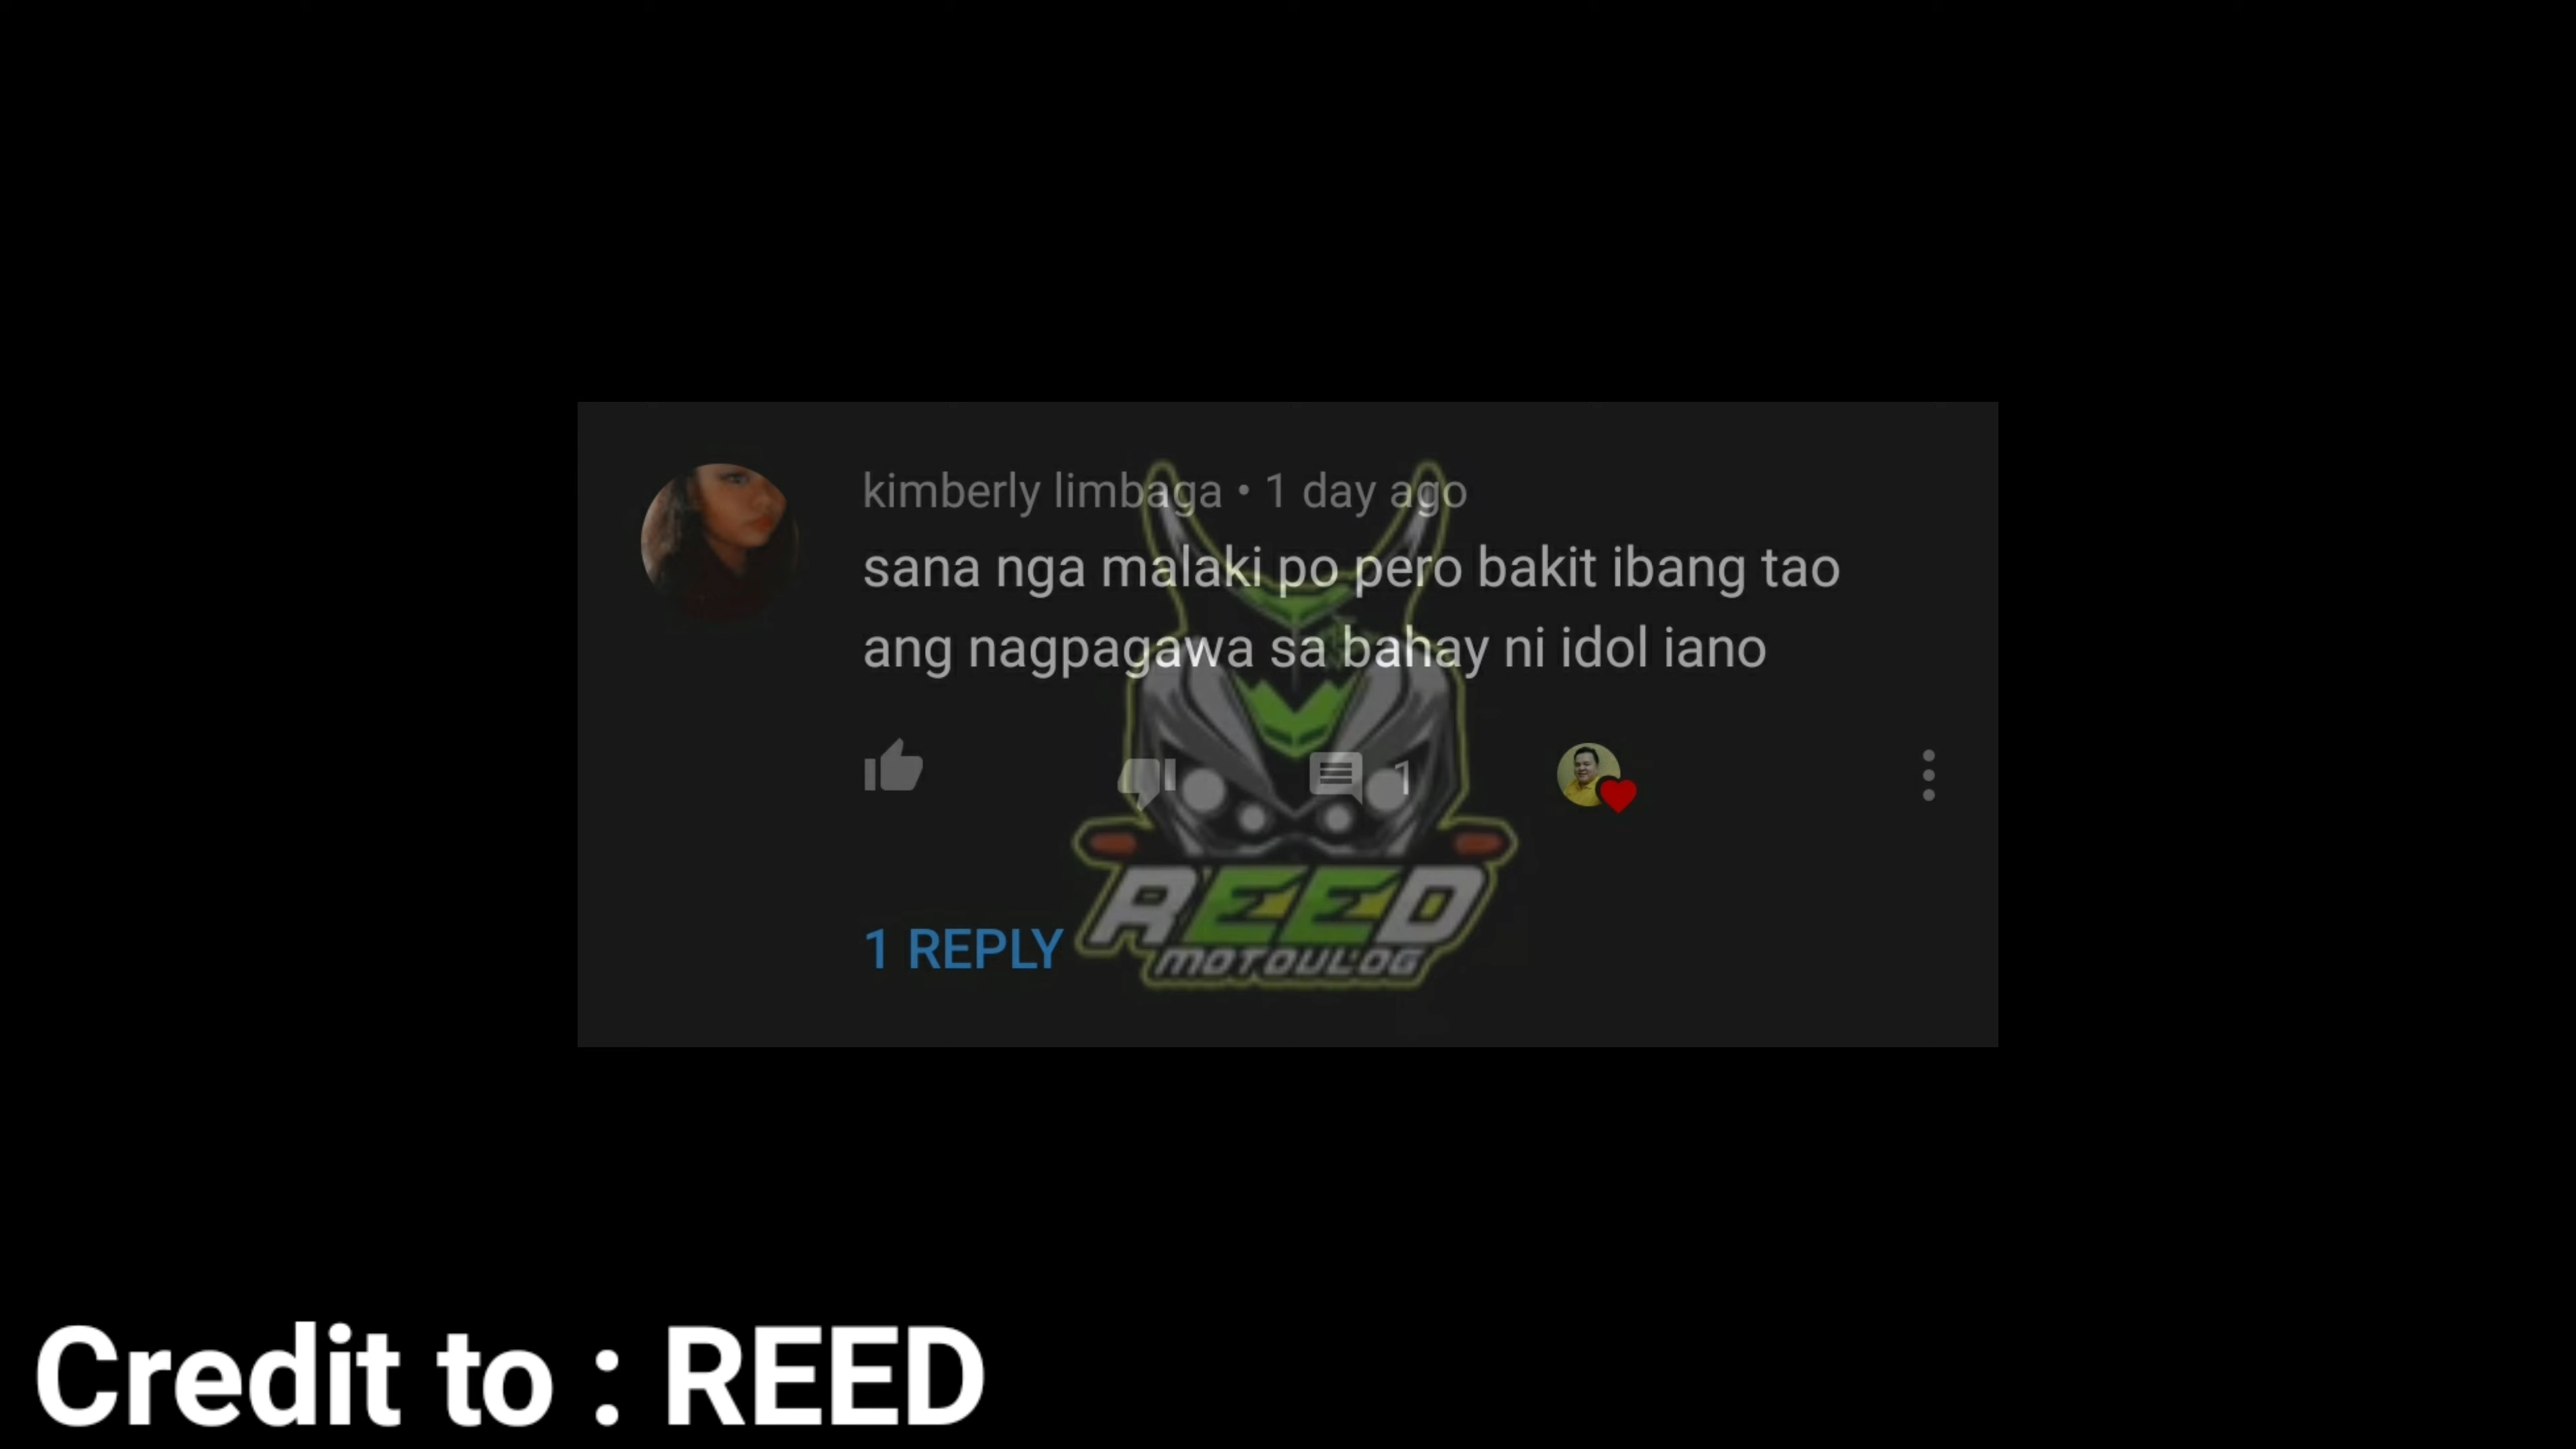 kimberly limbaga • 1 day ago
sana nga malaki po pero bakit ibang tao
ang nagpagawa sa bahay ni idol iano
1
1 REPLY
REED
MOTOVLOG
Credit to : REED